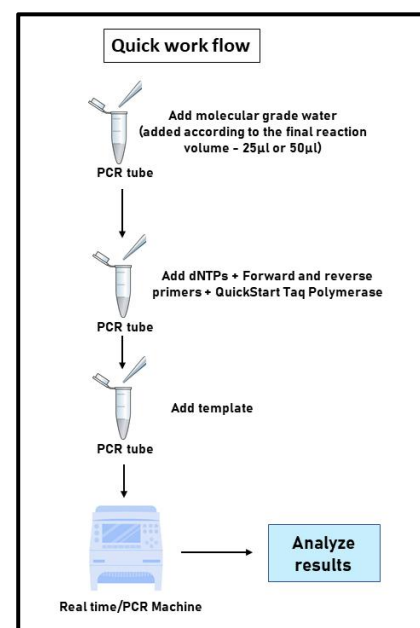 Quick work flow
Add molecular grade water
(added according to the final reaction
volume - 25µl or 50µl)
PCR tube
Add dNTPs + Forward and reverse
primers + QuickStart Taq Polymerase
PCR tube
Add template
PCR tube
Analyze
results
Real time/PCR Machine